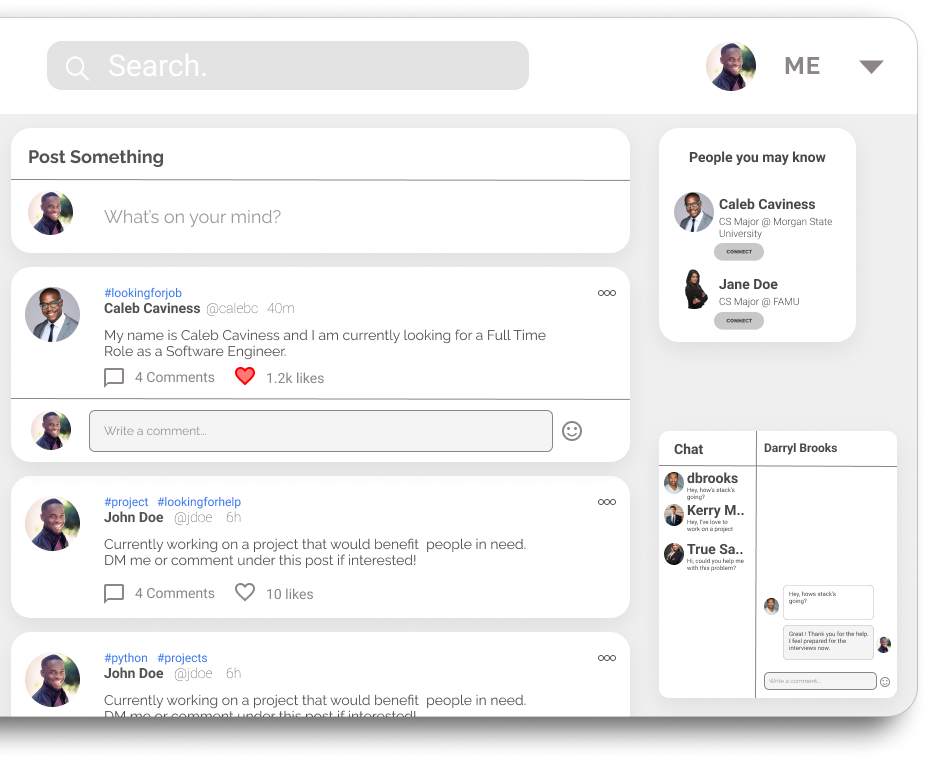 Search.
ME
Post Something
What's on your mind?
#lookingforjob
Caleb Caviness @calebc 40m
My name is Caleb Caviness and I am currently looking for a Full Time
Role as a Software Engineer.
4 Comments 1.2k likes
Write a comment...
#project #lookingforhelp
John Doe @jdoe 6h
Currently working on a project that would benefit people in need.
DM me or comment under this post if interested!
4 Comments 10 likes
#python #projects
John Doe @jdoe 6h
Currently working on a project that would benefit people in need.
DM me or comment under this post if interested!
People you may know
Caleb Caviness
CS Major @ Morgan State
University
CONNECT
Jane Doe
CS Major @ FAMU
CONNECT
Chat
dbrooks
Hey, how's stack's
going?
Kerry M..
Hey, I've love to
work on a project
True Sa..
Hi, could you help me
with this problem?
Darryl Brooks
Hey, hows stack's
going?
Great ! Thank you for the help.
I feel prepared for the
interviews now.
Write a comment...